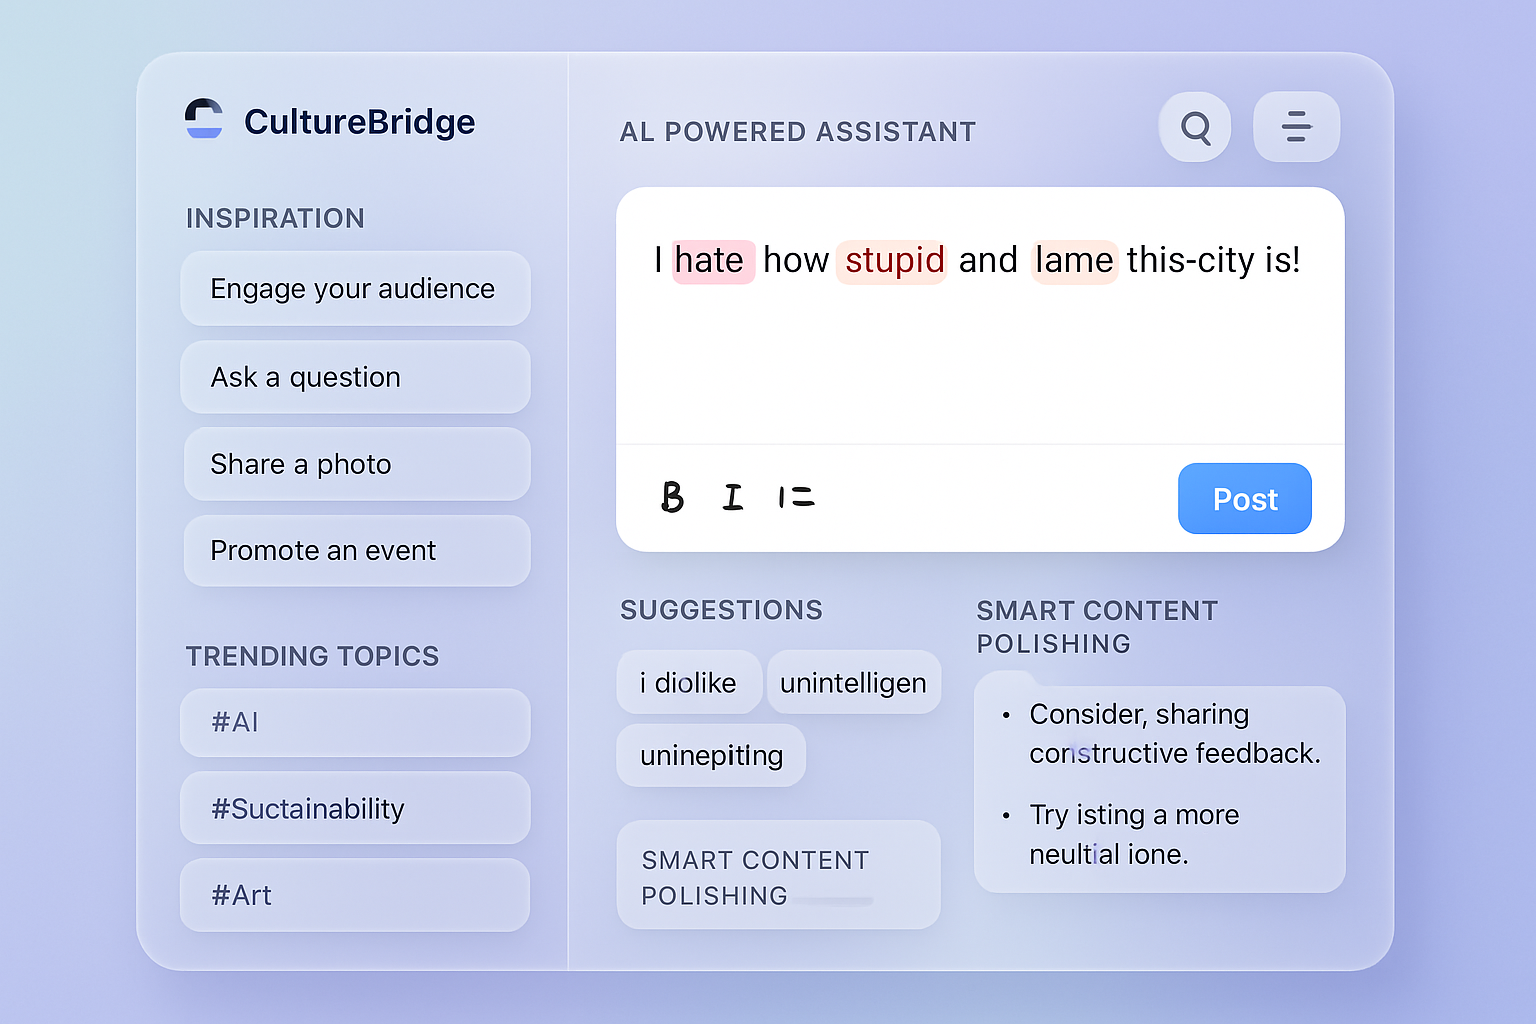 CultureBridge
INSPIRATION
Engage your audience
Ask a question
Share a photo
Promote an event
TRENDING TOPICS
#AI
#Suctainability
#Art
AL POWERED ASSISTANT
I hate how stupid and lame this-city is!
B I
Post
SUGGESTIONS
i diolike
unintelligen
uninepiting
SMART CONTENT
POLISHING
SMART CONTENT
POLISHING
• Consider, sharing
constructive feedback.
• Try isting a more
neultial ione.